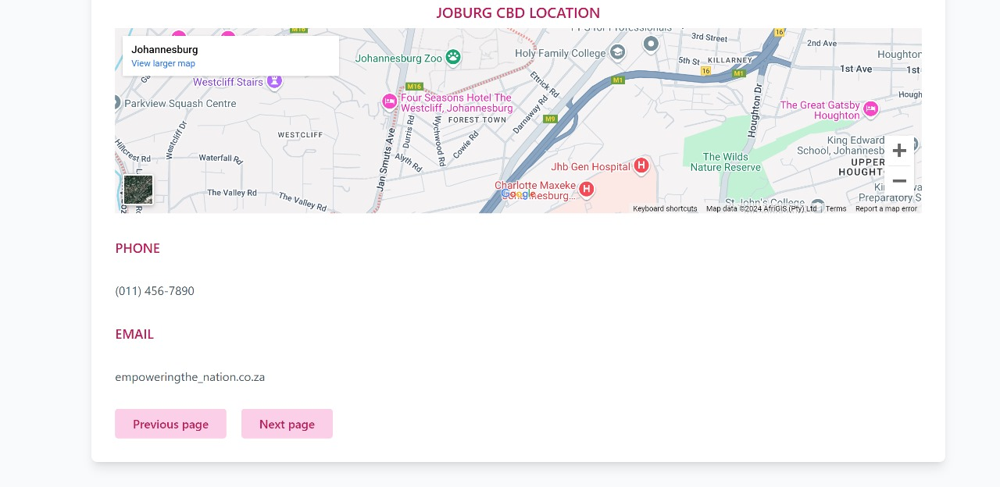 JOBURG CBD LOCATION
Johannesburg
View larger map
M16
Johannesburg Zoo
Holy Family College
3rd Street
16
2nd Ave
5th St
KILLARNEY
Houghton
16
M1
1st Ave
1st
M1
Ettrick Rd
Westcliff Stairs
M16
Parkview Squash Centre
Four Seasons Hotel The
Westcliff, Johannesburg
FOREST TOWN
M9
Darnaway Rd
Houghton Dr
The Great Gatsby
Houghton
Hough
WESTCLIFF
Westcliff Dr
Durris Rd
Wychwood Rd
Cowie Rd
Jan Smuts Ave
Alyth Rd
Hillcrest Rd
Waterfall Rd
The Valley Rd
The Valley Rd
Jhb Gen Hospital
Charlotte Maxeke
Google
The Wilds
Nature Reserve
King Edward
School, Johannesb
UPPER
HOUGHT
St John's College
Preparatory S
Keyboard shortcuts
Map data ©2024 AfriGIS (Pty) Ltd
Terms
Report a map error
PHONE
(011) 456-7890
EMAIL
empoweringthe_nation.co.za
Previous page
Next page